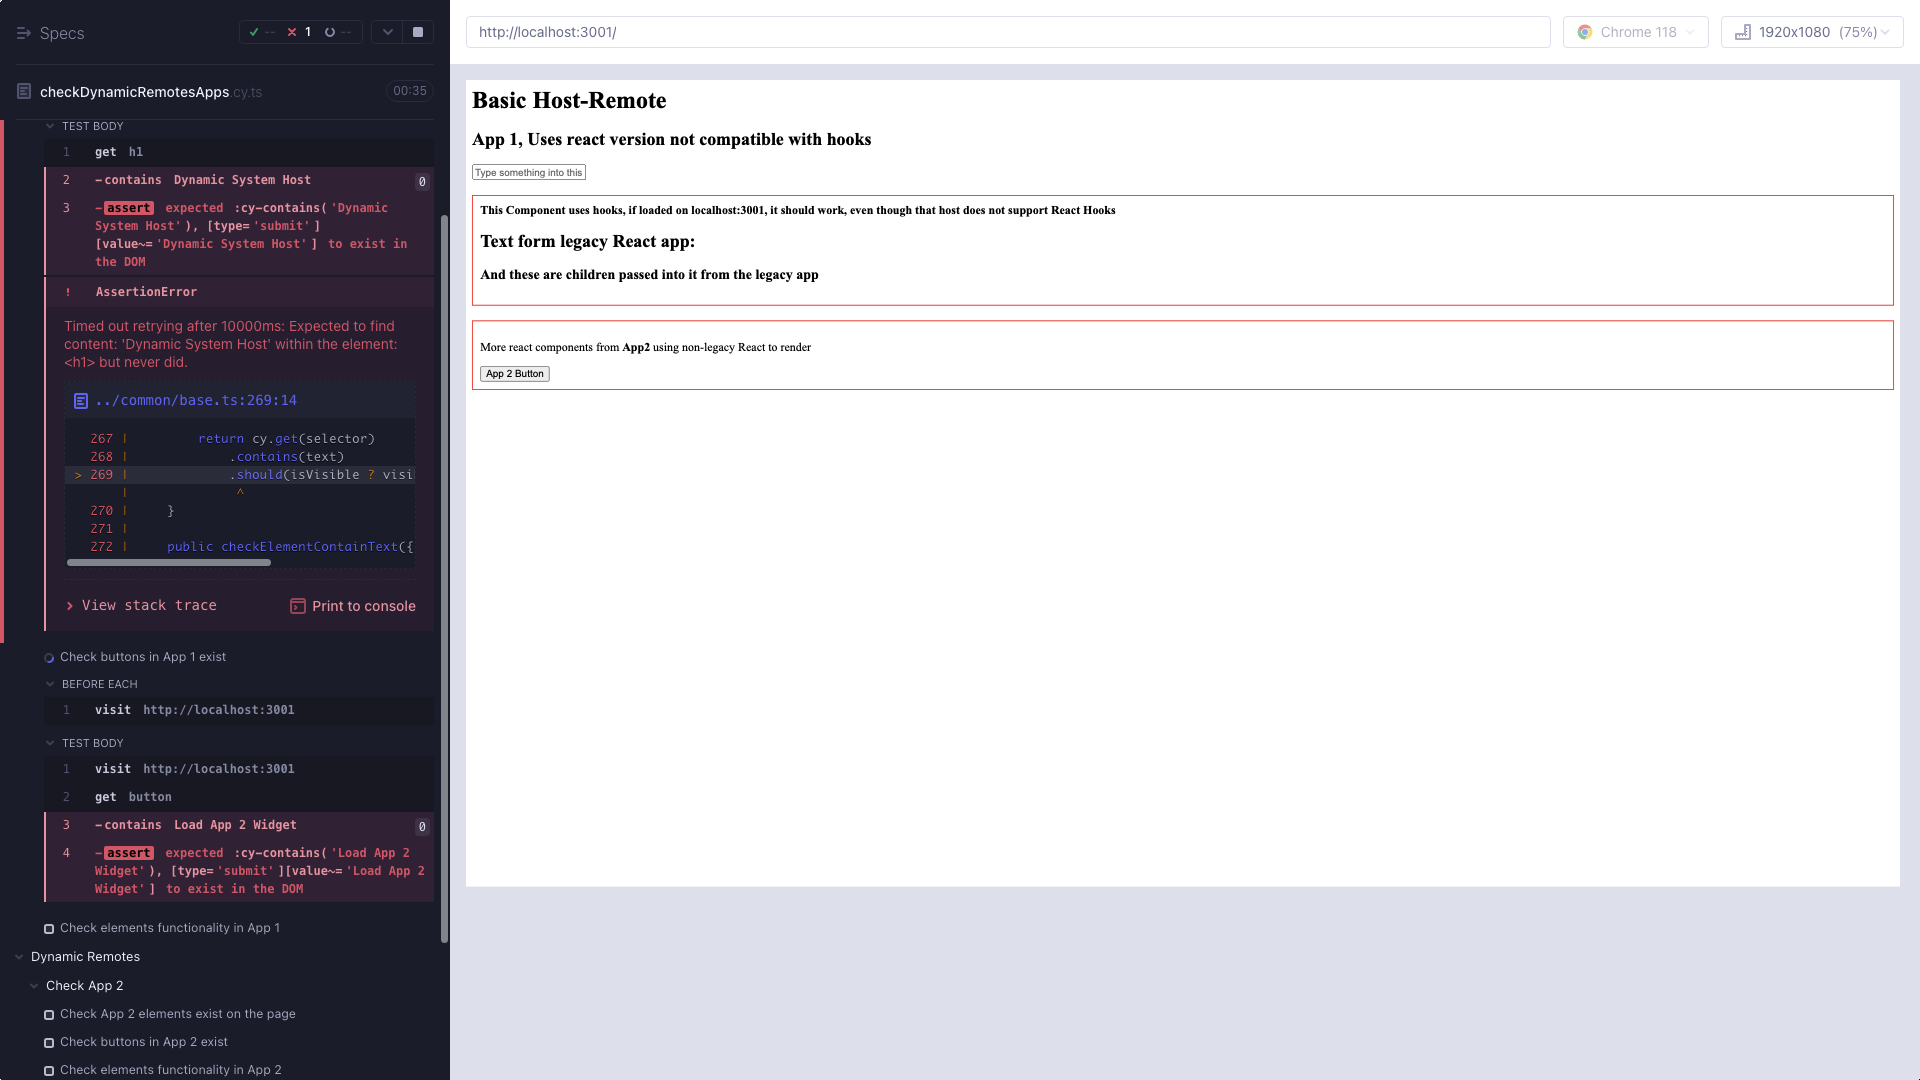 Specs
-- 1 --
checkDynamicRemotesApps.cy.ts 00:35
TEST BODY
1 get h1
2 -contains Dynamic System Host 0
3 -assert expected :cy-contains('Dynamic
System Host'), [type='submit']
[value~='Dynamic System Host'] to exist in
the DOM
! AssertionError
Timed out retrying after 10000ms: Expected to find
content: 'Dynamic System Host' within the element:
<h1> but never did.
../common/base.ts:269:14
267 | return cy.get(selector)
268 | .contains(text)
> 269 | .should(isVisible ? visi
| ^
270 | }
271 |
272 | public checkElementContainText({
View stack trace Print to console
Check buttons in App 1 exist
BEFORE EACH
1 visit http://localhost:3001
TEST BODY
1 visit http://localhost:3001
2 get button
3 -contains Load App 2 Widget 0
4 -assert expected :cy-contains('Load App 2
Widget'), [type='submit'][value~='Load App 2
Widget'] to exist in the DOM
Check elements functionality in App 1
Dynamic Remotes
Check App 2
Check App 2 elements exist on the page
Check buttons in App 2 exist
Check elements functionality in App 2
http://localhost:3001/
Chrome 118
1920x1080 (75%)
Basic Host-Remote
App 1, Uses react version not compatible with hooks
Type something into this
This Component uses hooks, if loaded on localhost:3001, it should work, even though that host does not support React Hooks
Text form legacy React app:
And these are children passed into it from the legacy app
More react components from App2 using non-legacy React to render
App 2 Button